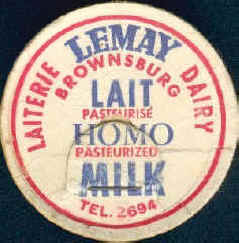 LAITERIE LEMAY DAIRY
BROWNSBURG
LAIT
PASTEURISÉ
HOMO
PASTEURIZED
MILK
TEL. 2694